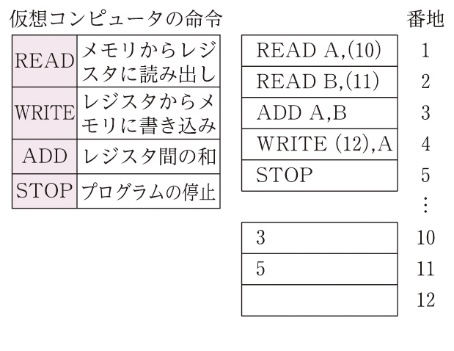 仮想コンピュータの命令
READ メモリからレジ
スタに読み出し
WRITE レジスタからメ
モリに書き込み
ADD レジスタ間の和
STOP プログラムの停止
番地
READ A,(10) 1
READ B,(11) 2
ADD A,B 3
WRITE (12),A 4
STOP 5
⋮
3 10
5 11
12